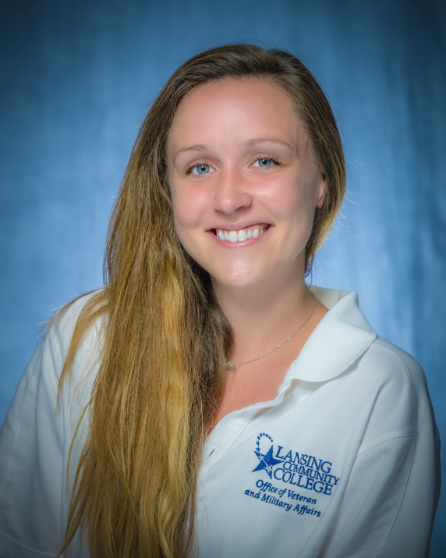 LANSING
COMMUNITY
COLLEGE
Office of Veteran
and Military Affairs